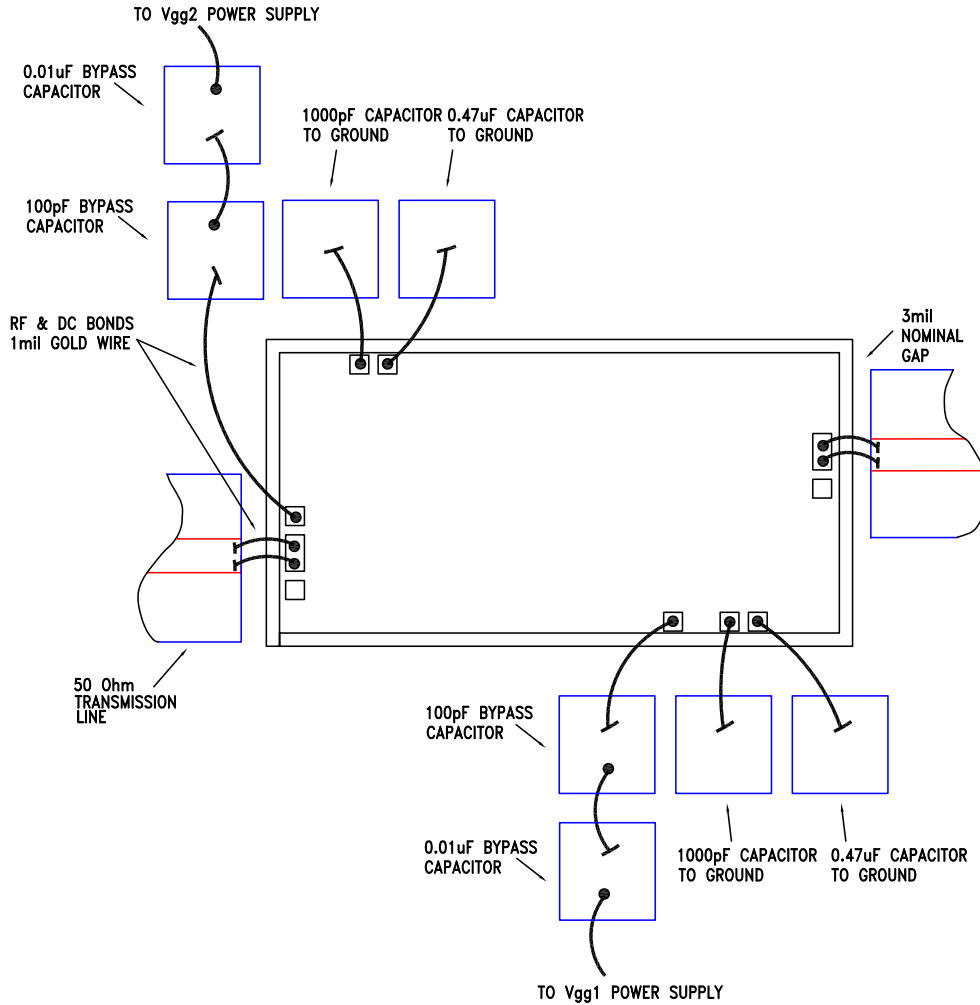 TO Vgg2 POWER SUPPLY
0.01uF BYPASS
CAPACITOR
1000pF CAPACITOR
TO GROUND
0.47uF CAPACITOR
TO GROUND
100pF BYPASS
CAPACITOR
RF & DC BONDS
1mil GOLD WIRE
3mil
NOMINAL
GAP
50 Ohm
TRANSMISSION
LINE
100pF BYPASS
CAPACITOR
0.01uF BYPASS
CAPACITOR
1000pF CAPACITOR
TO GROUND
0.47uF CAPACITOR
TO GROUND
TO Vgg1 POWER SUPPLY